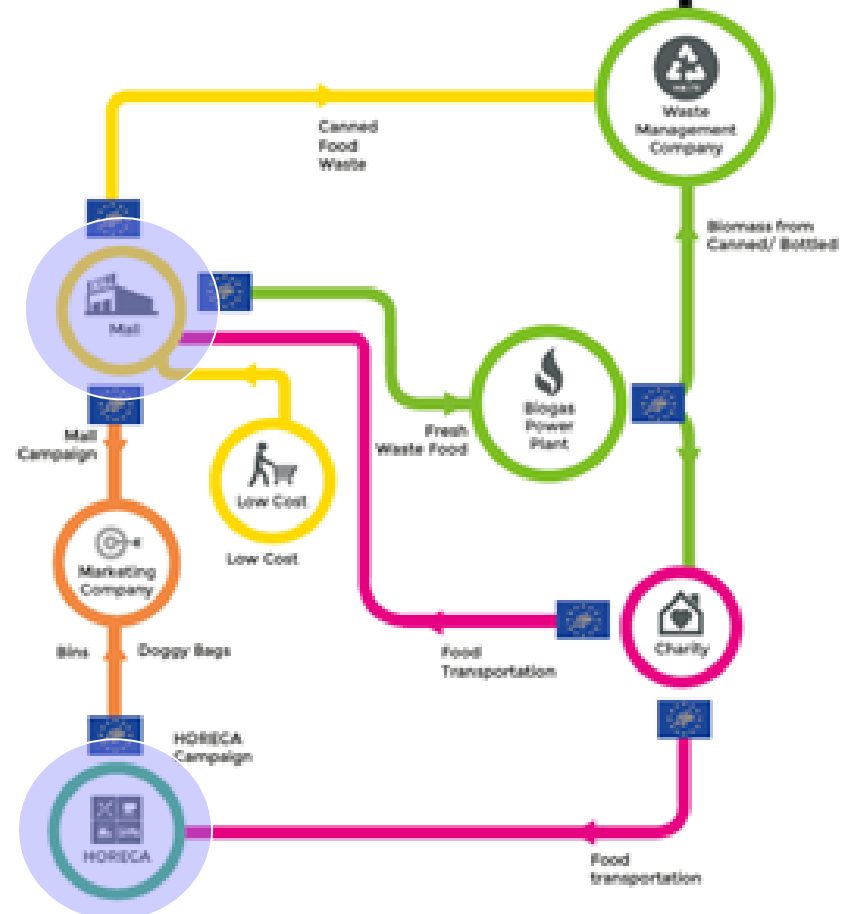 Waste
Management
Company
Canned
Food
Waste
Biomass from
Canned/ Bottled
Mall
Biogas
Power
Plant
Fresh
Waste Food
Mall
Campaign
Low Cost
Low Cost
Marketing
Company
Bins
Doggy Bags
Charity
Food
Transportation
HORECA
Campaign
HORECA
Food
transportation